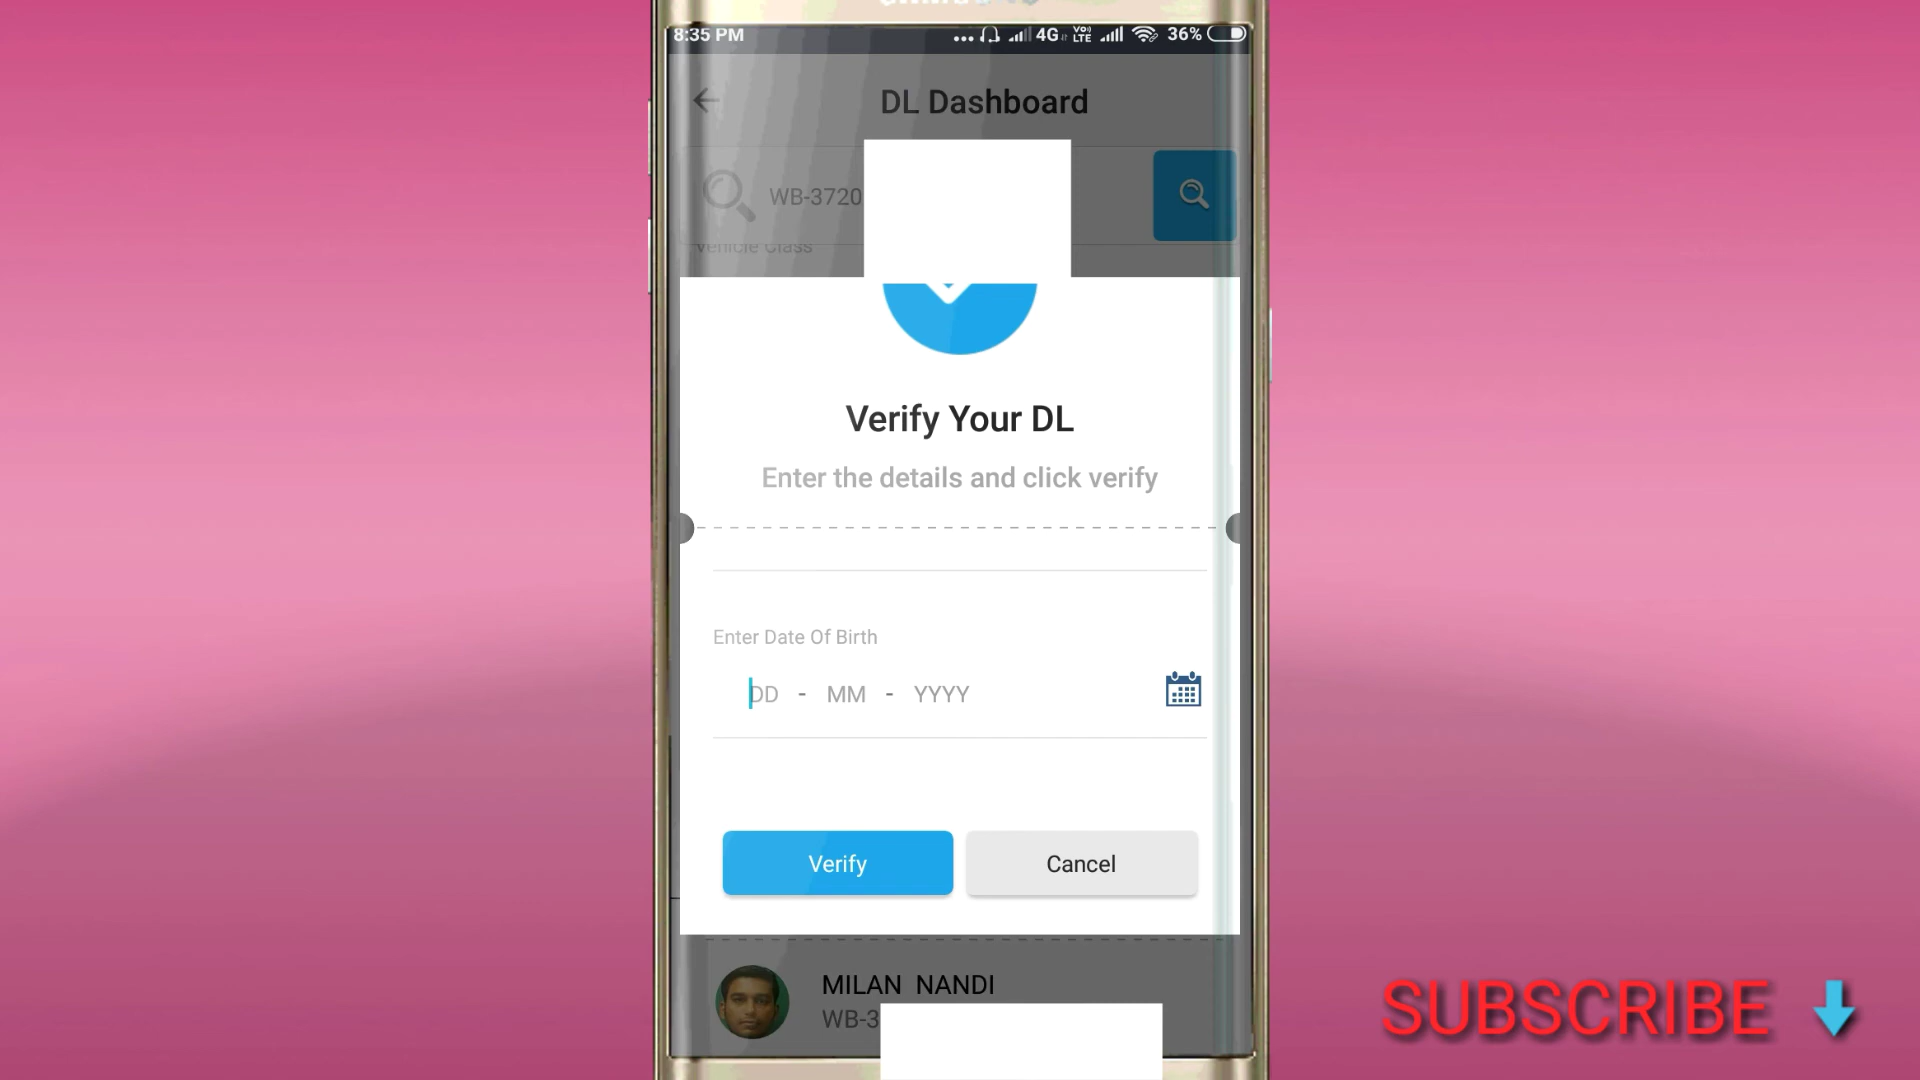 8:35 PM
4G
VO)) LTE
36%
DL Dashboard
WB-3720
Vehicle Class
Verify Your DL
Enter the details and click verify
Enter Date Of Birth
DD - MM - YYYY
Verify
Cancel
MILAN NANDI
WB-3
SUBSCRIBE